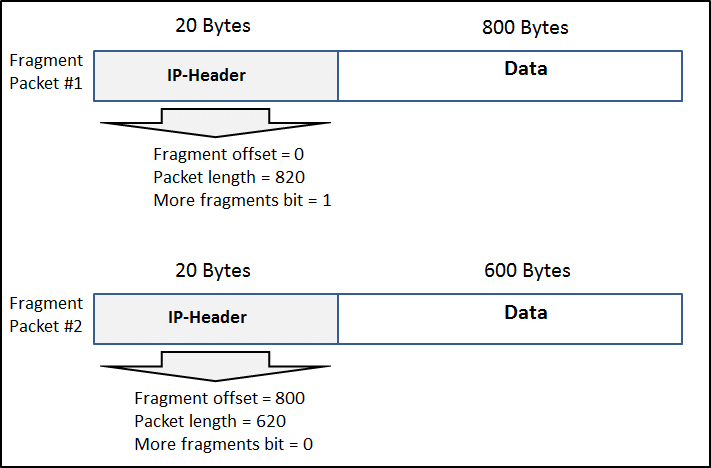 20 Bytes
800 Bytes
Fragment
Packet #1
IP-Header
Data
Fragment offset = 0
Packet length = 820
More fragments bit = 1
20 Bytes
600 Bytes
Fragment
Packet #2
IP-Header
Data
Fragment offset = 800
Packet length = 620
More fragments bit = 0